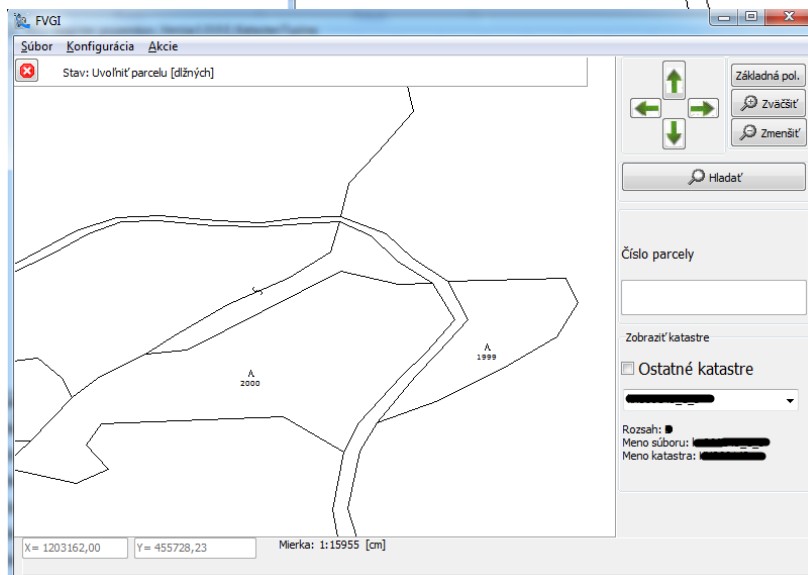 FVGI
Súbor Konfigurácia Akcie
Stav: Uvoľniť parcelu [dlžných]
Základná pol.
Zväčšiť
Zmenšiť
Hladať
Číslo parcely
Zobraziť katastre
Ostatné katastre
Rozsah:
Meno súboru:
Meno katastra:
1999
2000
X= 1203162,00
Y= 455728,23
Mierka: 1:15955 [cm]